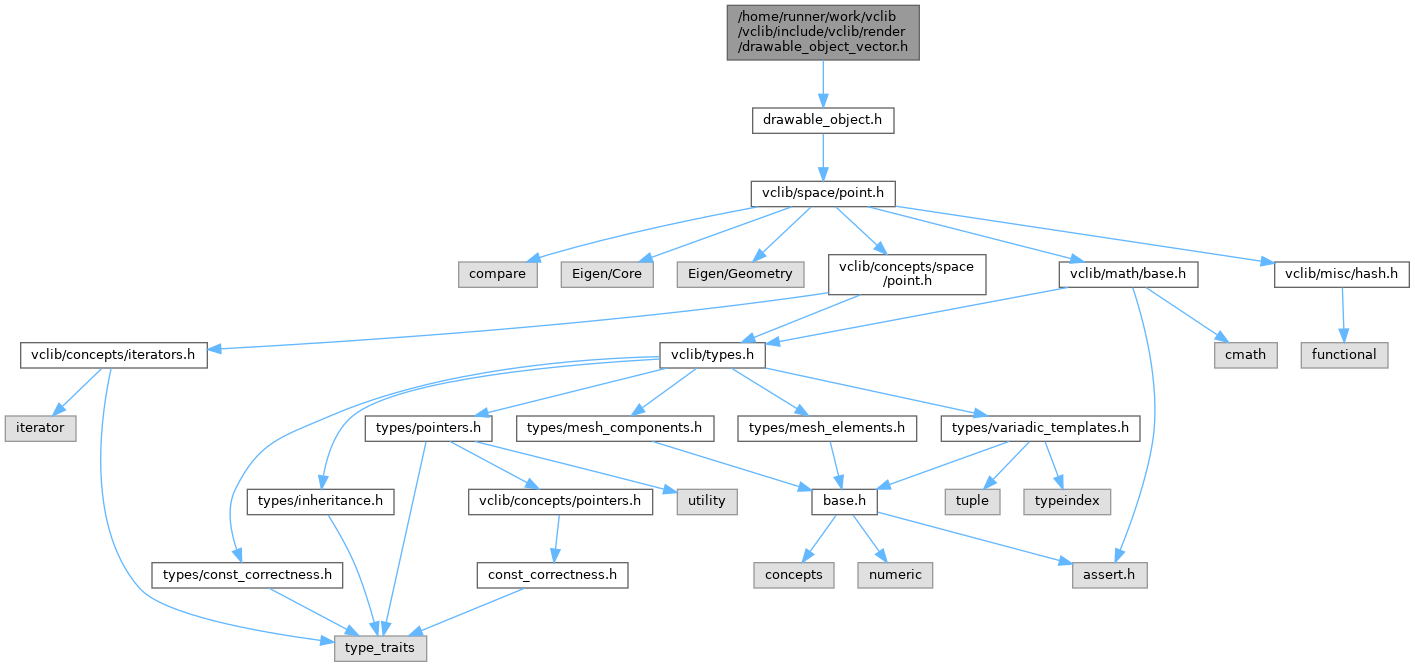 /home/runner/work/vclib
/vclib/include/vclib/render
/drawable_object_vector.h
drawable_object.h
vclib/space/point.h
compare
Eigen/Core
Eigen/Geometry
vclib/concepts/space
/point.h
vclib/math/base.h
vclib/misc/hash.h
vclib/concepts/iterators.h
vclib/types.h
cmath
functional
iterator
types/pointers.h
types/mesh_components.h
types/mesh_elements.h
types/variadic_templates.h
types/inheritance.h
vclib/concepts/pointers.h
utility
base.h
tuple
typeindex
types/const_correctness.h
const_correctness.h
concepts
numeric
assert.h
type_traits